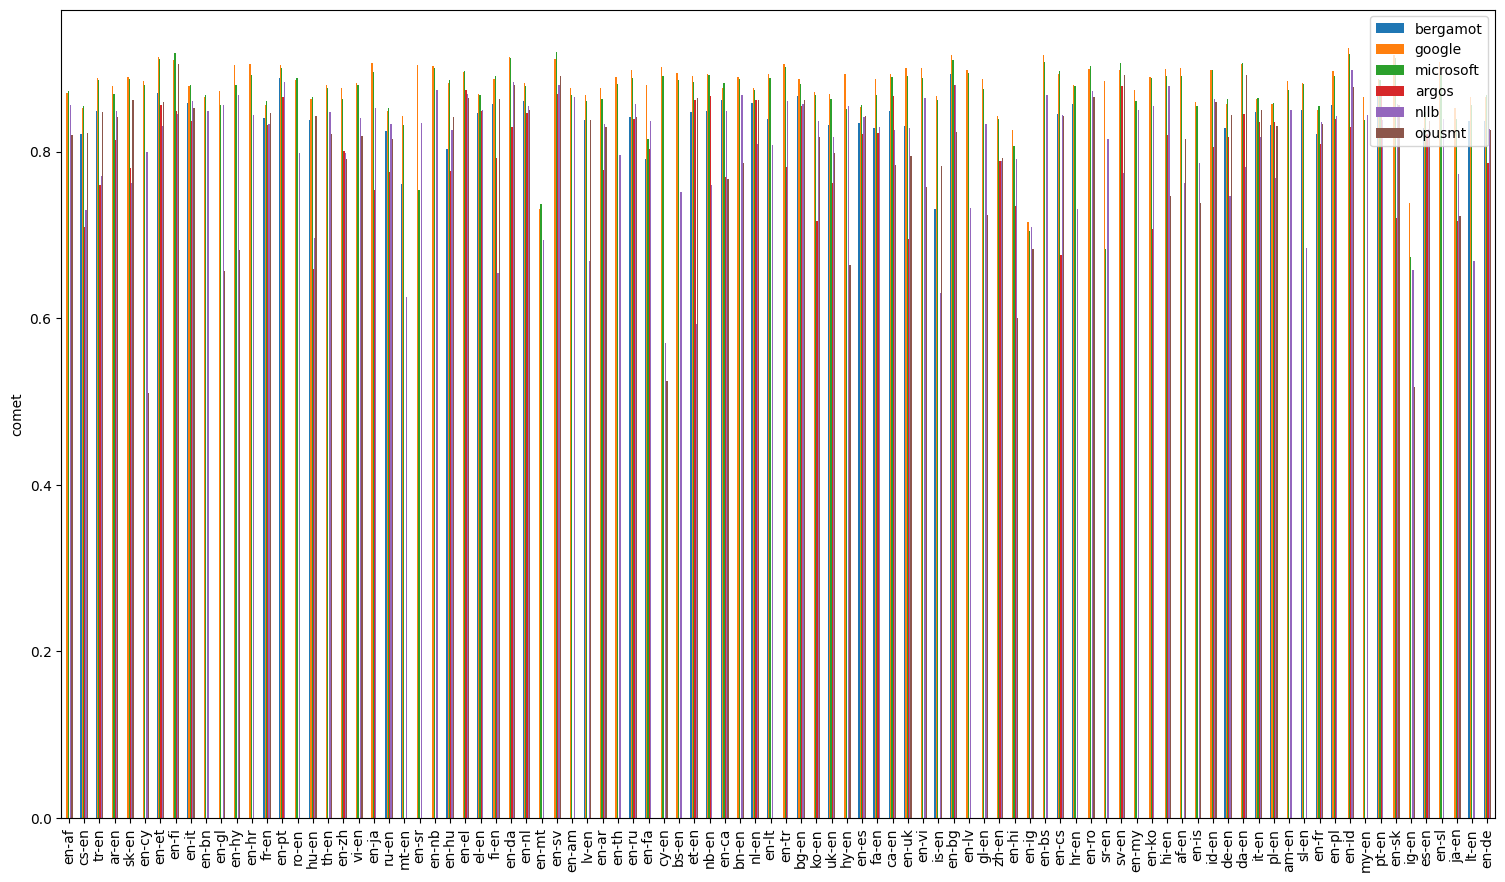 bergamot
google
microsoft
argos
nllb
opusmt
comet
0.8
0.6
0.4
0.2
0.0
en-af
cs-en
tr-en
ar-en
sk-en
en-cy
en-et
en-fi
en-it
en-bn
en-gl
en-hy
en-hr
fr-en
en-pt
ro-en
hu-en
th-en
en-zh
vi-en
en-ja
ru-en
mt-en
en-sr
en-nb
en-hu
en-el
el-en
fi-en
en-da
en-nl
en-mt
en-sv
en-am
lv-en
en-ar
en-th
en-ru
en-fa
cy-en
bs-en
et-en
nb-en
en-ca
bn-en
nl-en
en-lt
en-tr
bg-en
ko-en
uk-en
hy-en
en-es
fa-en
ca-en
en-uk
en-vi
is-en
en-bg
en-lv
gl-en
zh-en
en-hi
en-ig
en-bs
en-cs
hr-en
en-ro
sr-en
sv-en
en-my
en-ko
hi-en
af-en
en-is
id-en
de-en
da-en
it-en
pl-en
am-en
sl-en
en-fr
en-pl
en-id
my-en
pt-en
en-sk
ig-en
es-en
en-sl
ja-en
lt-en
en-de